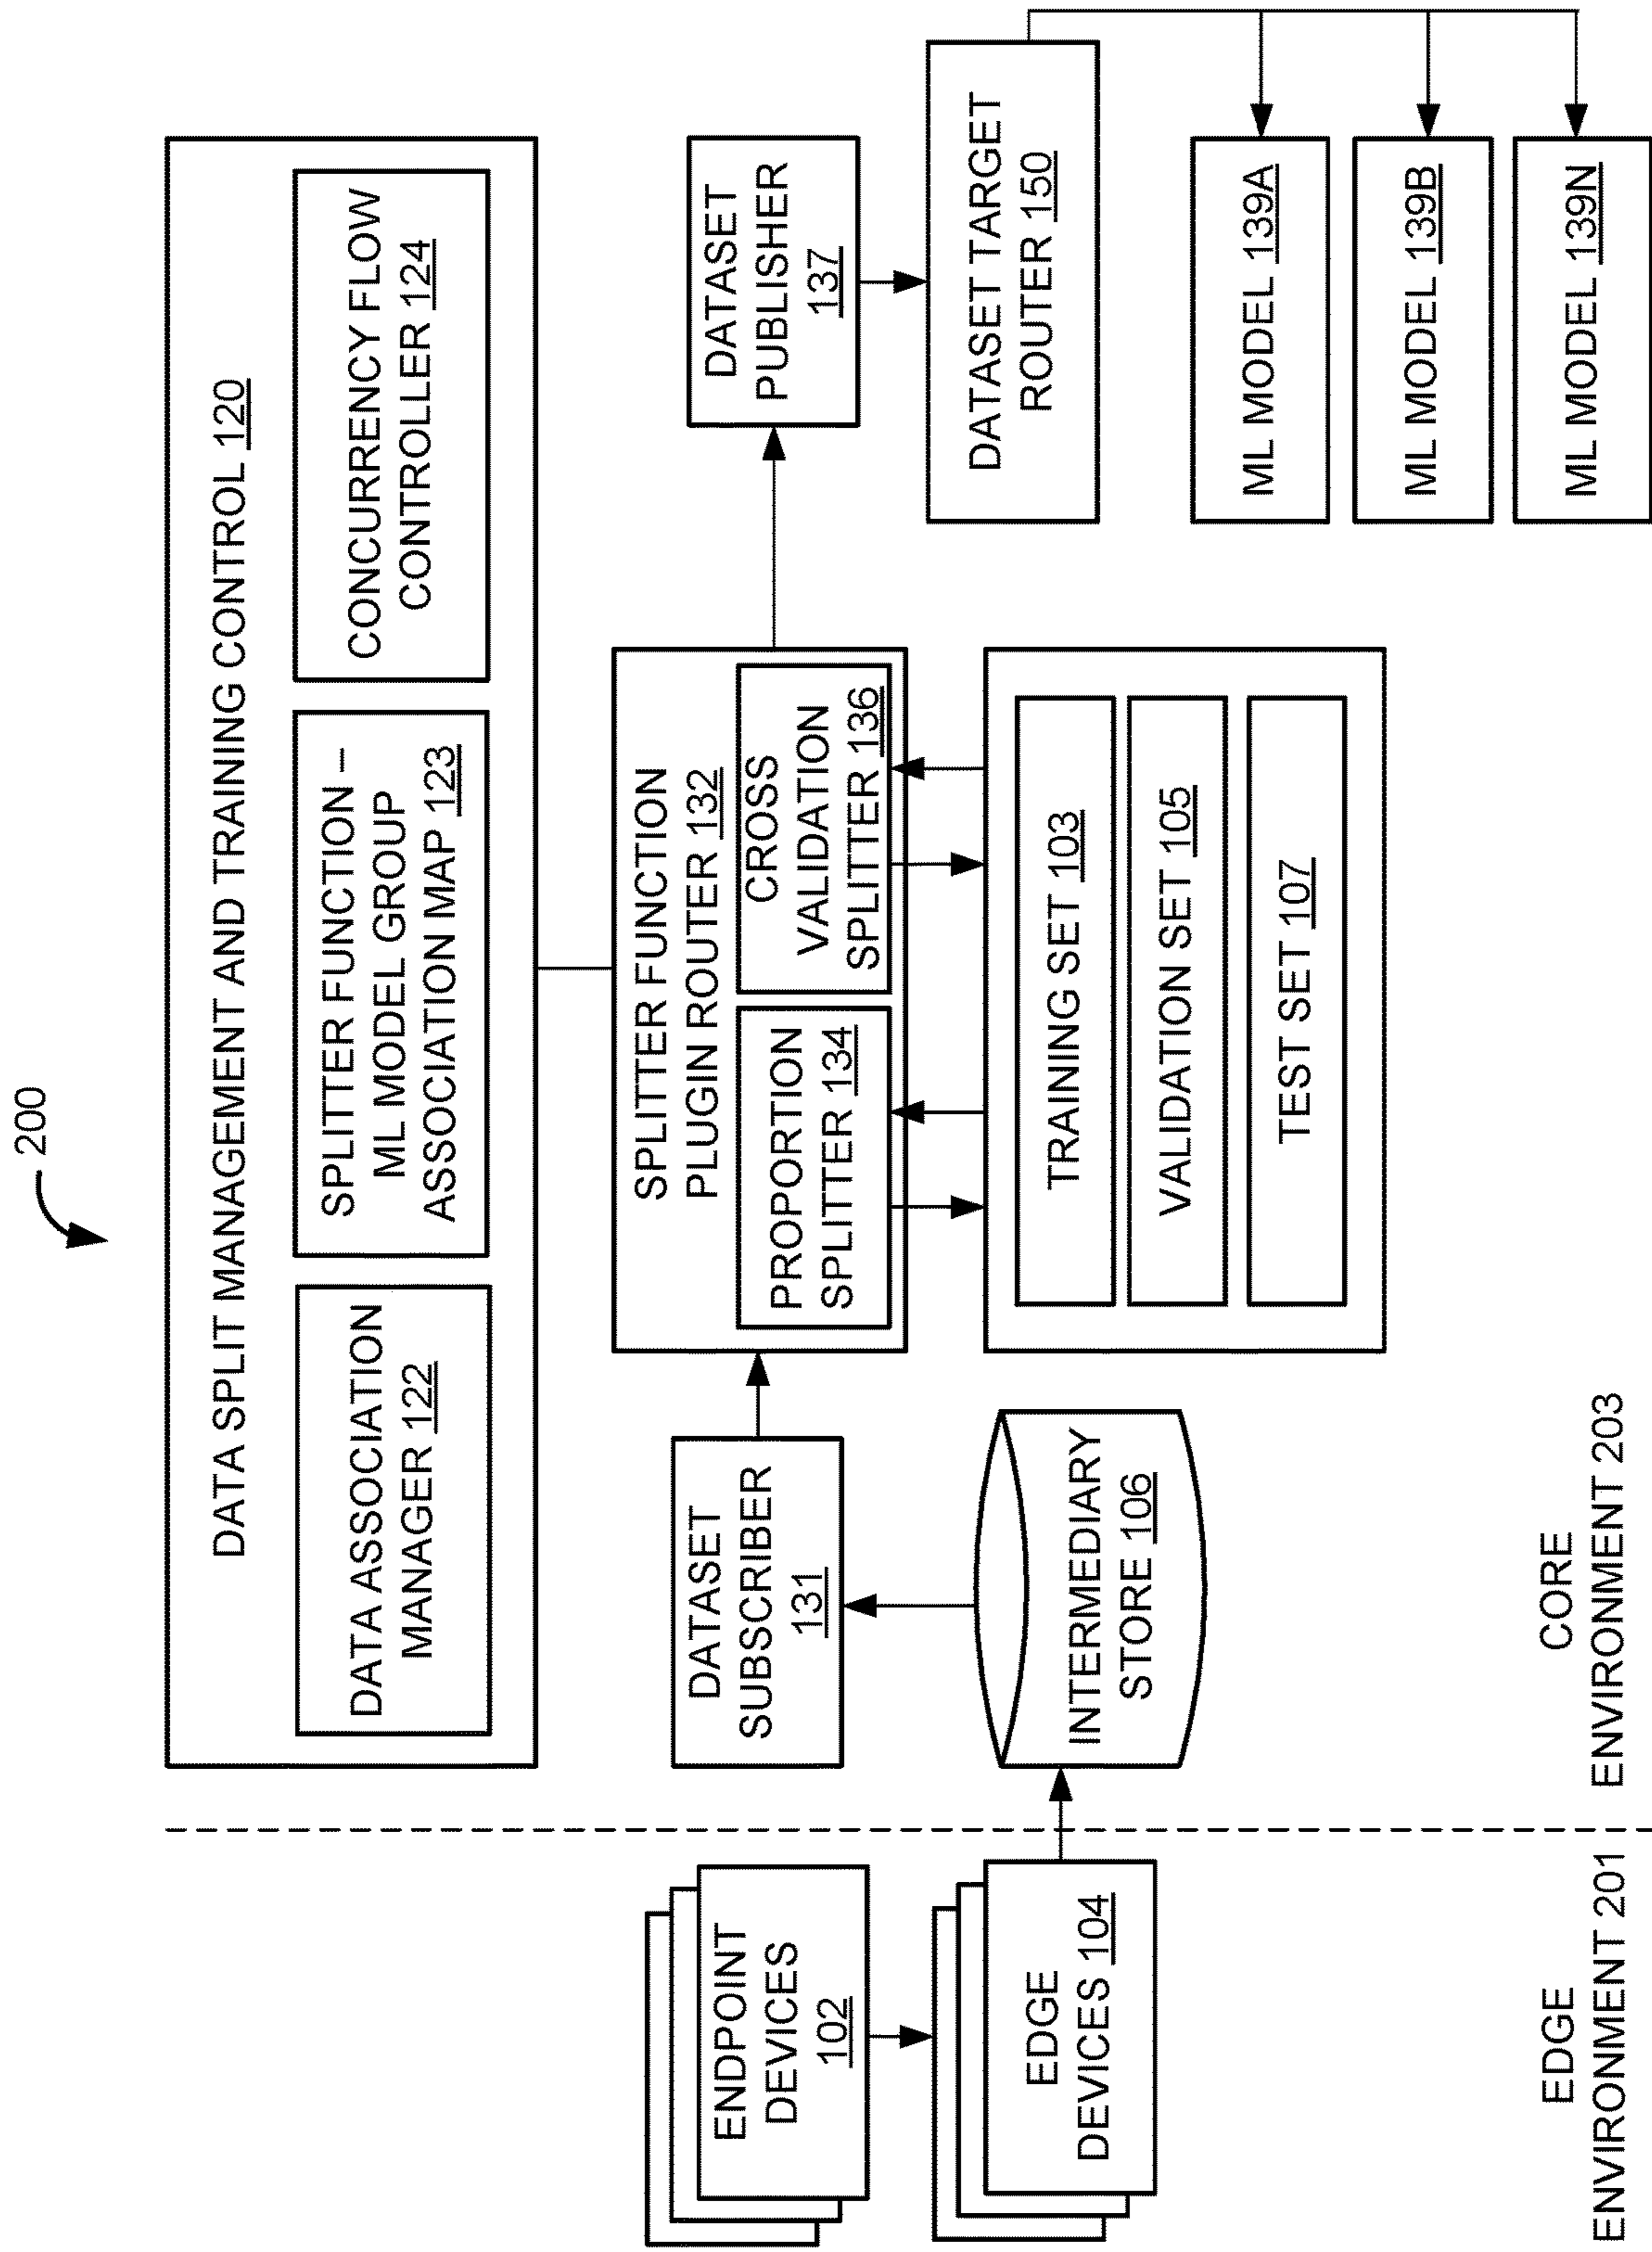 200
DATA SPLIT MANAGEMENT AND TRAINING CONTROL 120
DATA ASSOCIATION
MANAGER 122
SPLITTER FUNCTION –
ML MODEL GROUP
ASSOCIATION MAP 123
CONCURRENCY FLOW
CONTROLLER 124
ENDPOINT
DEVICES
102
EDGE
DEVICES 104
DATASET
SUBSCRIBER
131
INTERMEDIARY
STORE 106
SPLITTER FUNCTION
PLUGIN ROUTER 132
PROPORTION
SPLITTER 134
CROSS
VALIDATION
SPLITTER 136
TRAINING SET 103
VALIDATION SET 105
TEST SET 107
DATASET
PUBLISHER
137
DATASET TARGET
ROUTER 150
ML MODEL 139A
ML MODEL 139B
ML MODEL 139N
EDGE
ENVIRONMENT 201
CORE
ENVIRONMENT 203